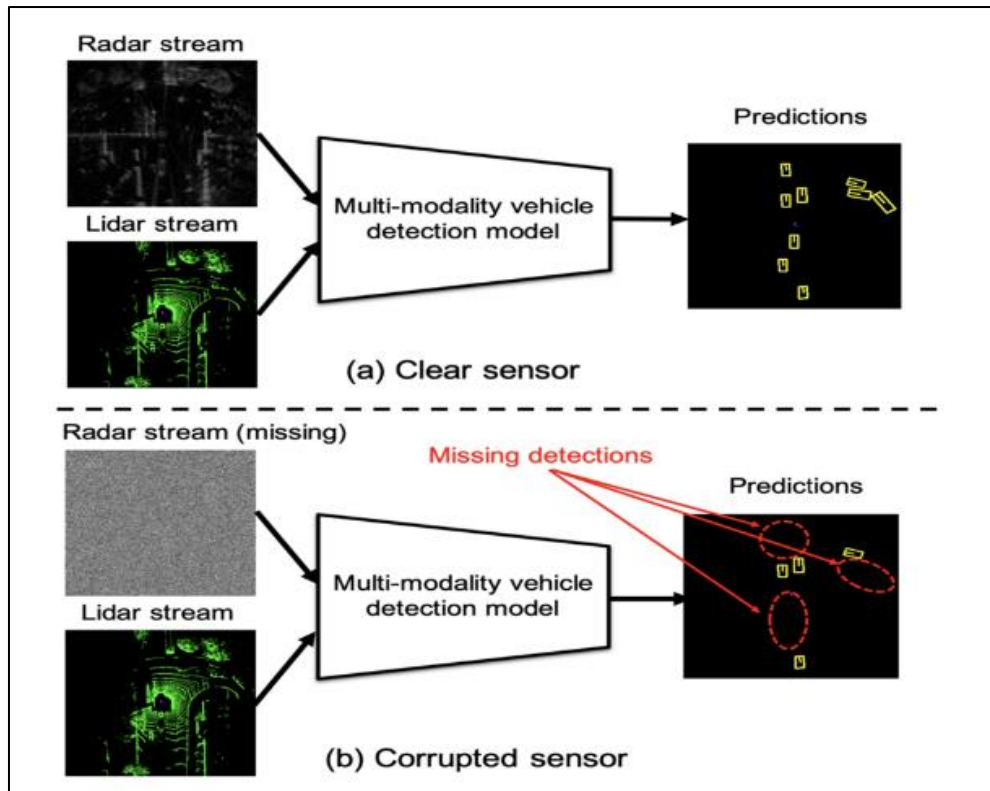 Radar stream
Predictions
Multi-modality vehicle
detection model
Lidar stream
(a) Clear sensor
Radar stream (missing)
Missing detections
Predictions
Multi-modality vehicle
detection model
Lidar stream
(b) Corrupted sensor